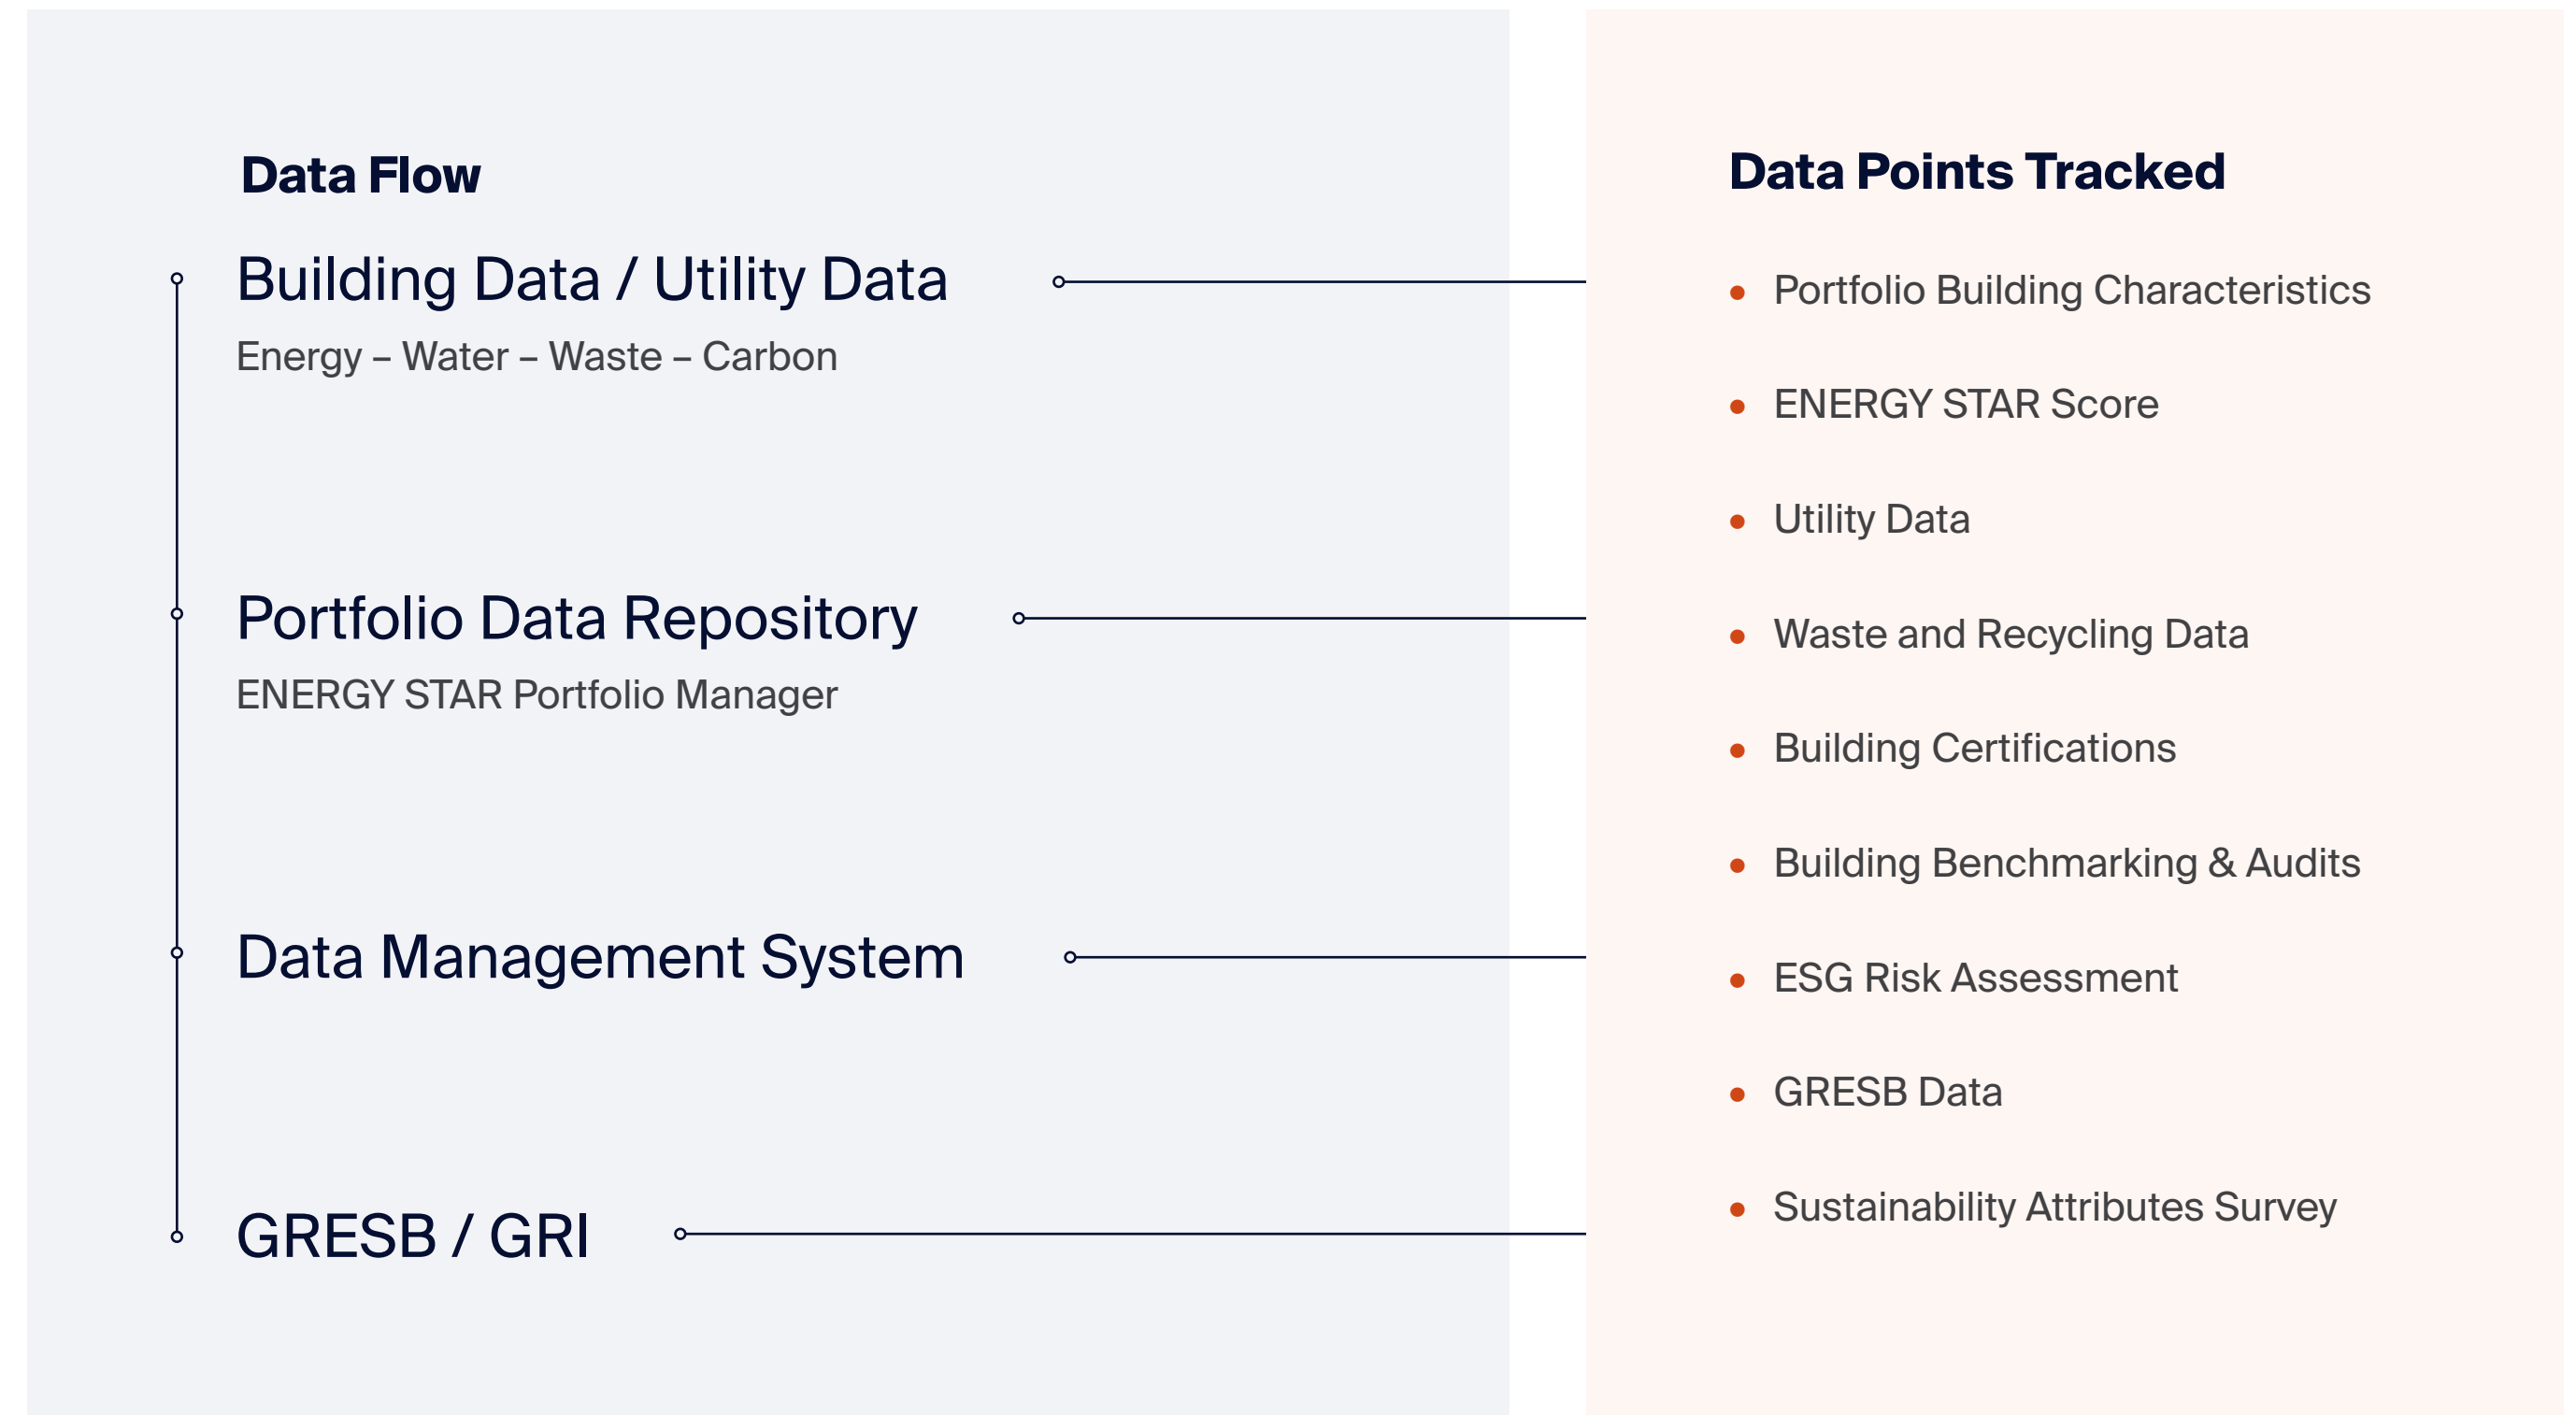 Data Flow
Building Data / Utility Data
Energy – Water – Waste – Carbon
Portfolio Data Repository
ENERGY STAR Portfolio Manager
Data Management System
GRESB / GRI
Data Points Tracked
Portfolio Building Characteristics
ENERGY STAR Score
Utility Data
Waste and Recycling Data
Building Certifications
Building Benchmarking & Audits
ESG Risk Assessment
GRESB Data
Sustainability Attributes Survey